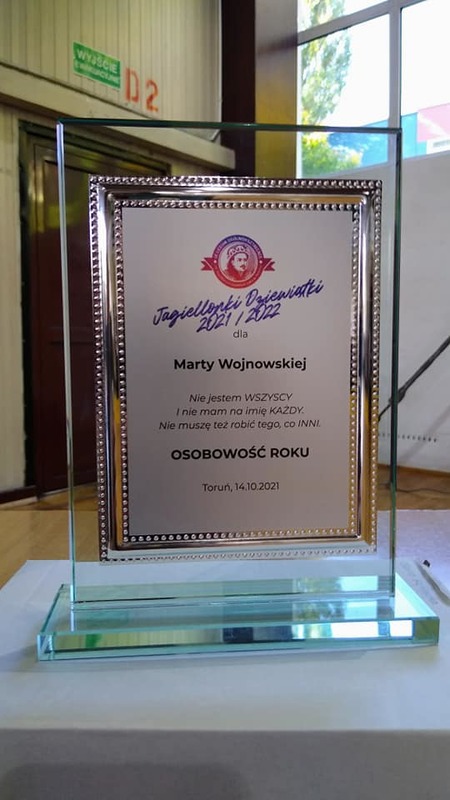 WYJŚCIE
EWAKUACYJNE
D2
Jagiellonki Dziewiątki
2021 / 2022
dla
Marty Wojnowskiej
Nie jestem WSZYSCY
I nie mam na imię KAŻDY.
Nie muszę też robić tego, co INNI.
OSOBOWOŚĆ ROKU
Toruń, 14.10.2021